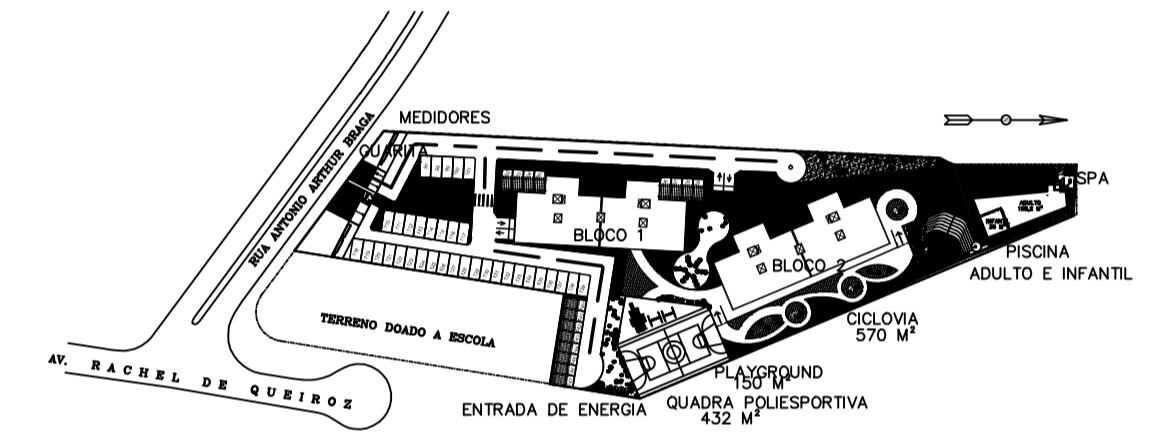 MEDIDORES
GUARITA
RUA ANTONIO ARTHUR BRAGA
SPA
ADULTO
BLOCO 1
BLOCO 2
PISCINA
ADULTO E INFANTIL
CICLOVIA
570 M²
TERRENO DOADO A ESCOLA
AV. RACHEL DE QUEIROZ
PLAYGROUND
150 M²
ENTRADA DE ENERGIA
QUADRA POLIESPORTIVA
432 M²